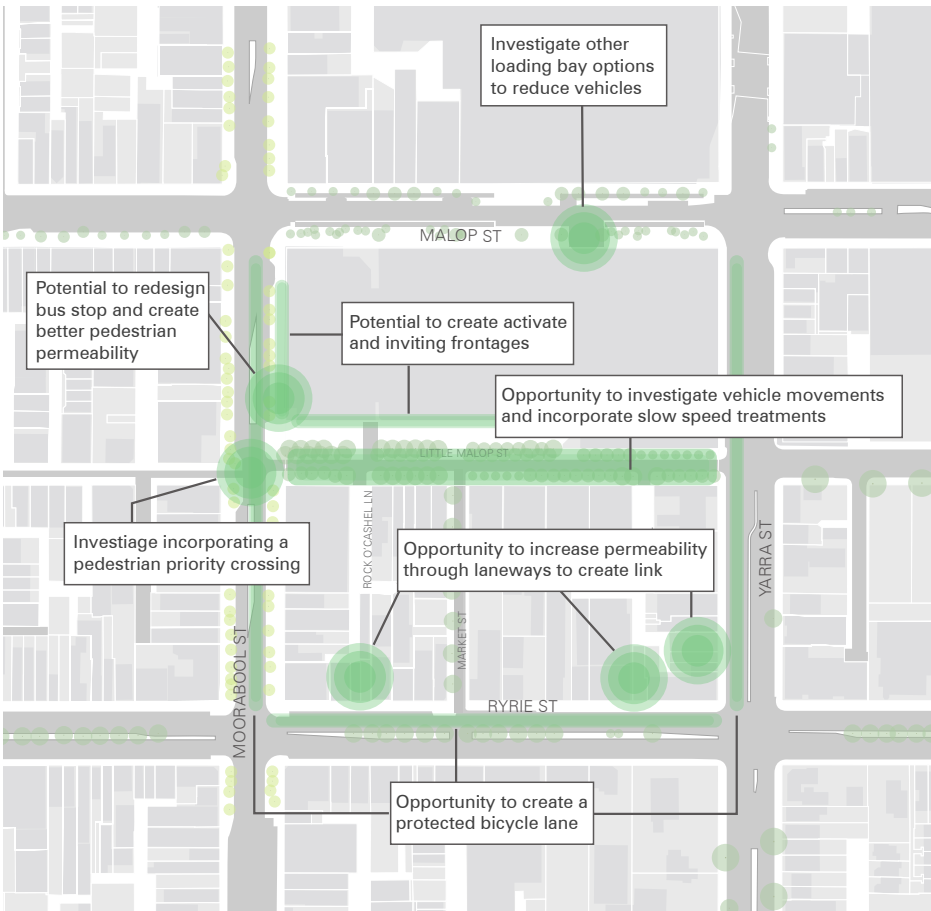 Investigate other
loading bay options
to reduce vehicles
MALOP ST
Potential to redesign
bus stop and create
better pedestrian
permeability
Potential to create activate
and inviting frontages
Opportunity to investigate vehicle movements
and incorporate slow speed treatments
LITTLE MALOP ST
ROCK O'CASHEL LN
Investiage incorporating a
pedestrian priority crossing
Opportunity to increase permeability
through laneways to create link
YARRA ST
MARKET ST
MOORABOOL ST
RYRIE ST
Opportunity to create a
protected bicycle lane